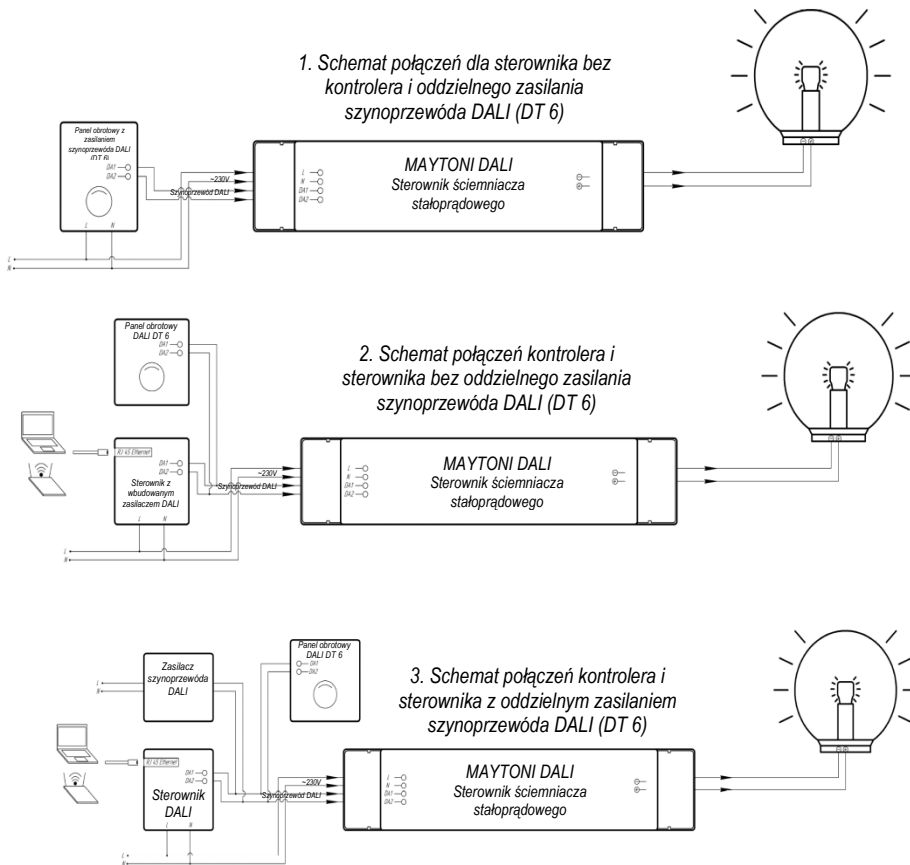 1. Schemat połączeń dla sterownika bez
kontrolera i oddzielnego zasilania
szynoprzewóda DALI (DT 6)
Panel obrotowy z
zasilaniem
szynoprzewóda DALI
(DT 6)
DA1
DA2
L
N
~230V
Szynoprzewód DALI
L
N
L
N
DA1
DA2
MAYTONI DALI
Sterownik ściemniacza
stałoprądowego
2. Schemat połączeń kontrolera i
sterownika bez oddzielnego zasilania
szynoprzewóda DALI (DT 6)
Panel obrotowy
DALI DT 6
DA1
DA2
RJ 45 Ethernet
DA1
DA2
Sterownik z
wbudowanym
zasilaczem DALI
L
N
~230V
Szynoprzewód DALI
L
N
L
N
DA1
DA2
MAYTONI DALI
Sterownik ściemniacza
stałoprądowego
3. Schemat połączeń kontrolera i
sterownika z oddzielnym zasilaniem
szynoprzewóda DALI (DT 6)
Zasilacz
szynoprzewóda
DALI
L
N
Panel obrotowy
DALI DT 6
DA1
DA2
RJ 45 Ethernet
DA1
DA2
Sterownik
DALI
L
N
~230V
Szynoprzewód DALI
L
N
L
N
DA1
DA2
MAYTONI DALI
Sterownik ściemniacza
stałoprądowego